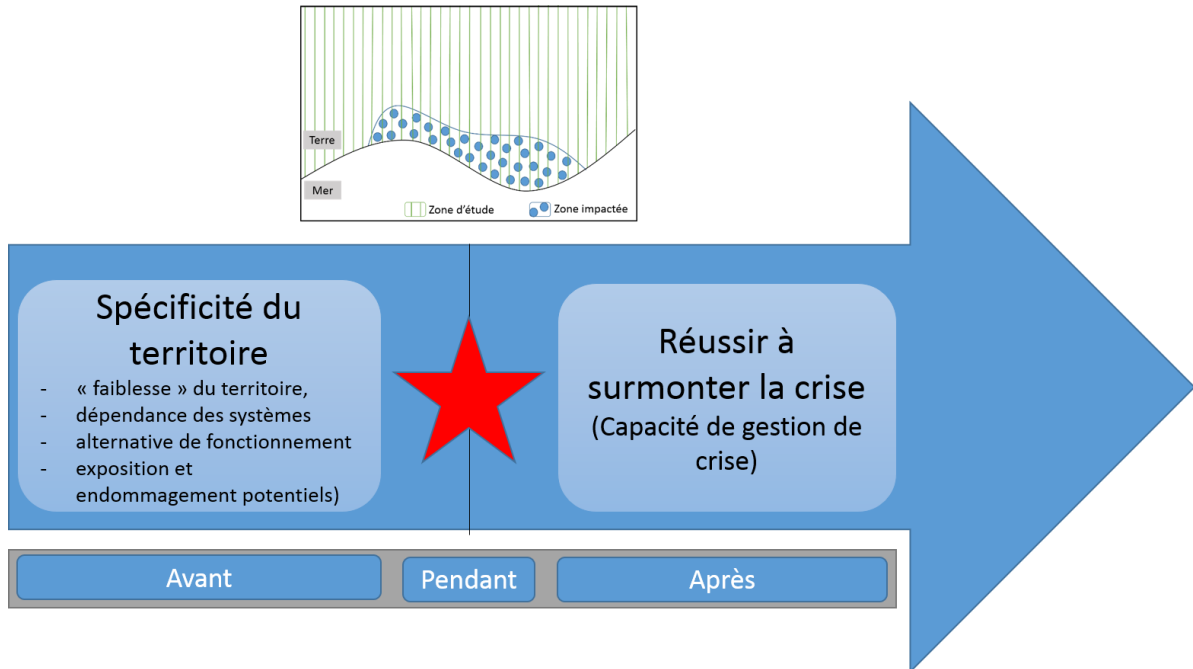 Terre
Mer
Zone d'étude
Zone impactée
Spécificité du
territoire
- « faiblesse » du territoire,
- dépendance des systèmes
- alternative de fonctionnement
- exposition et
endommagement potentiels)
Réussir à
surmonter la crise
(Capacité de gestion de
crise)
Avant
Pendant
Après